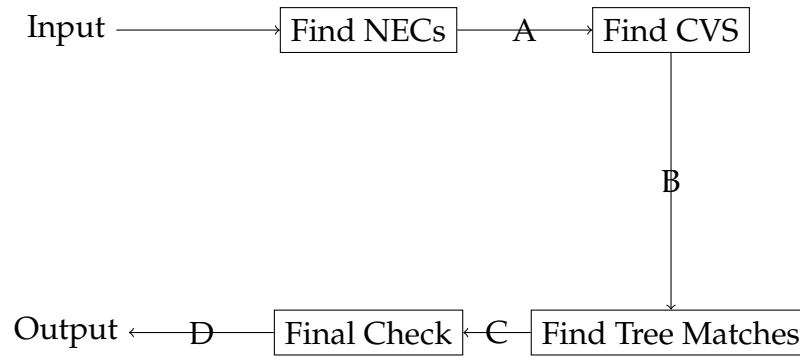 Input Find NECs A Find CVS
B
Output D Final Check C Find Tree Matches